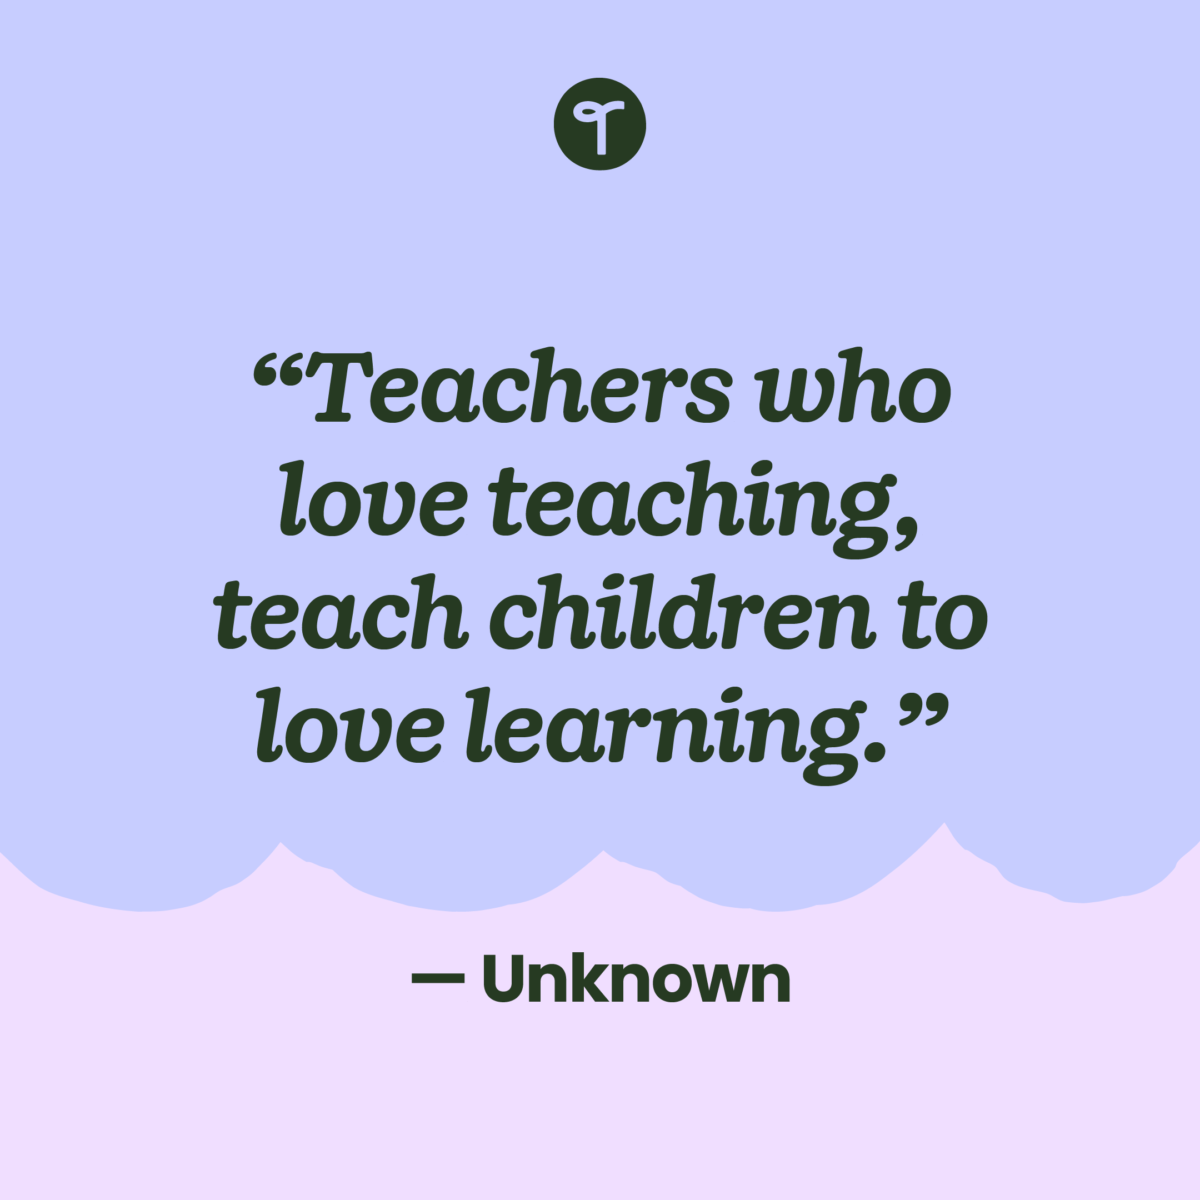 “Teachers who
love teaching,
teach children to
love learning.”
— Unknown